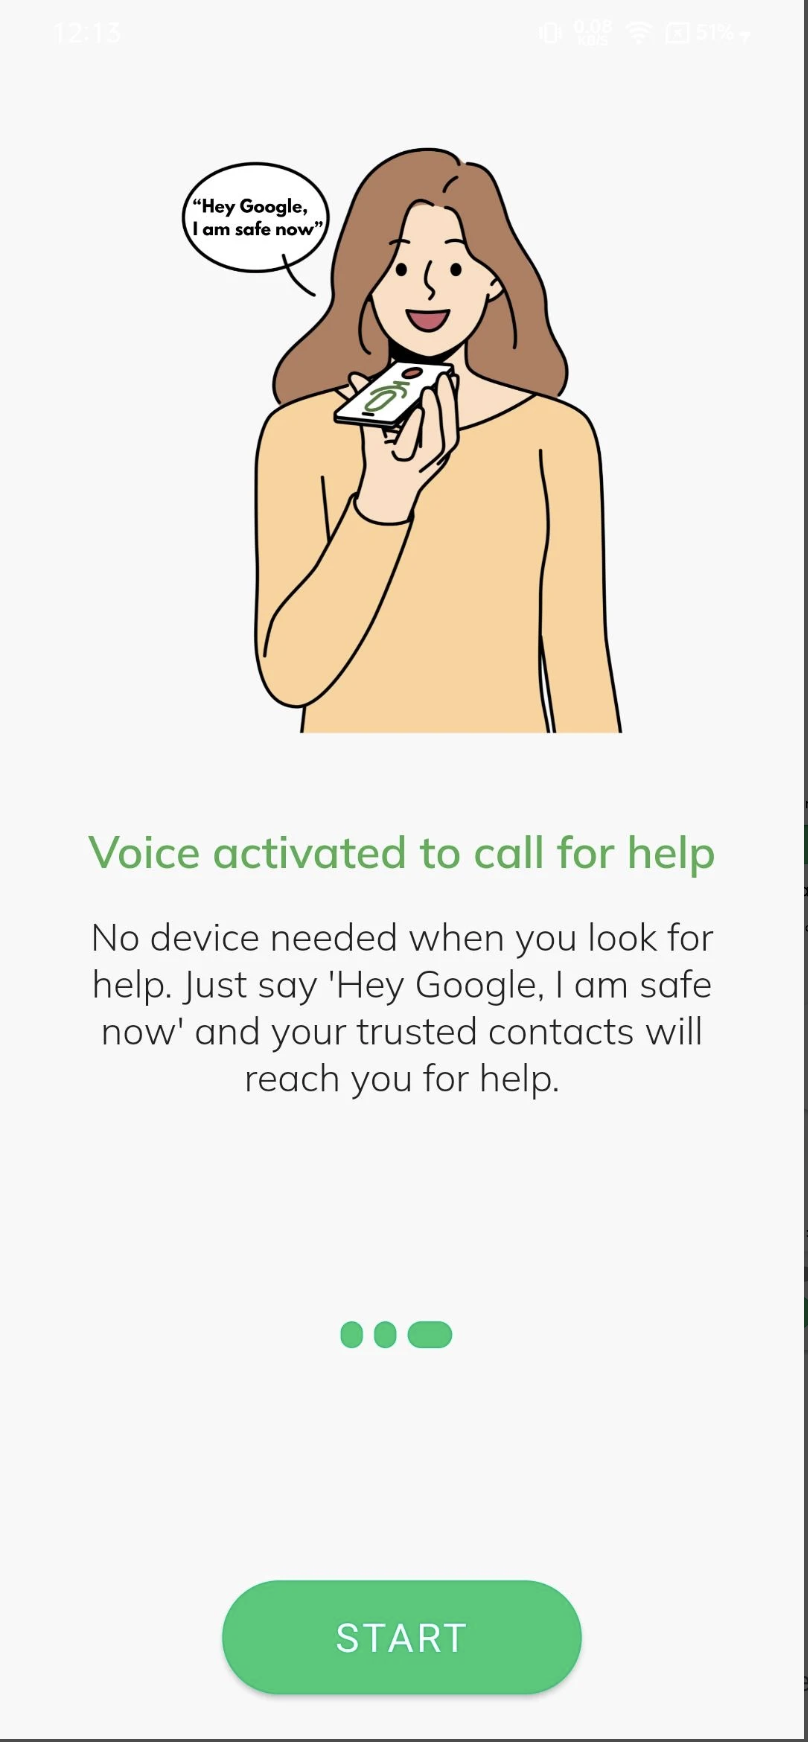 12:13
0.08
KB/S
51%
“Hey Google,
I am safe now”
Voice activated to call for help
No device needed when you look for
help. Just say 'Hey Google, I am safe
now' and your trusted contacts will
reach you for help.
START